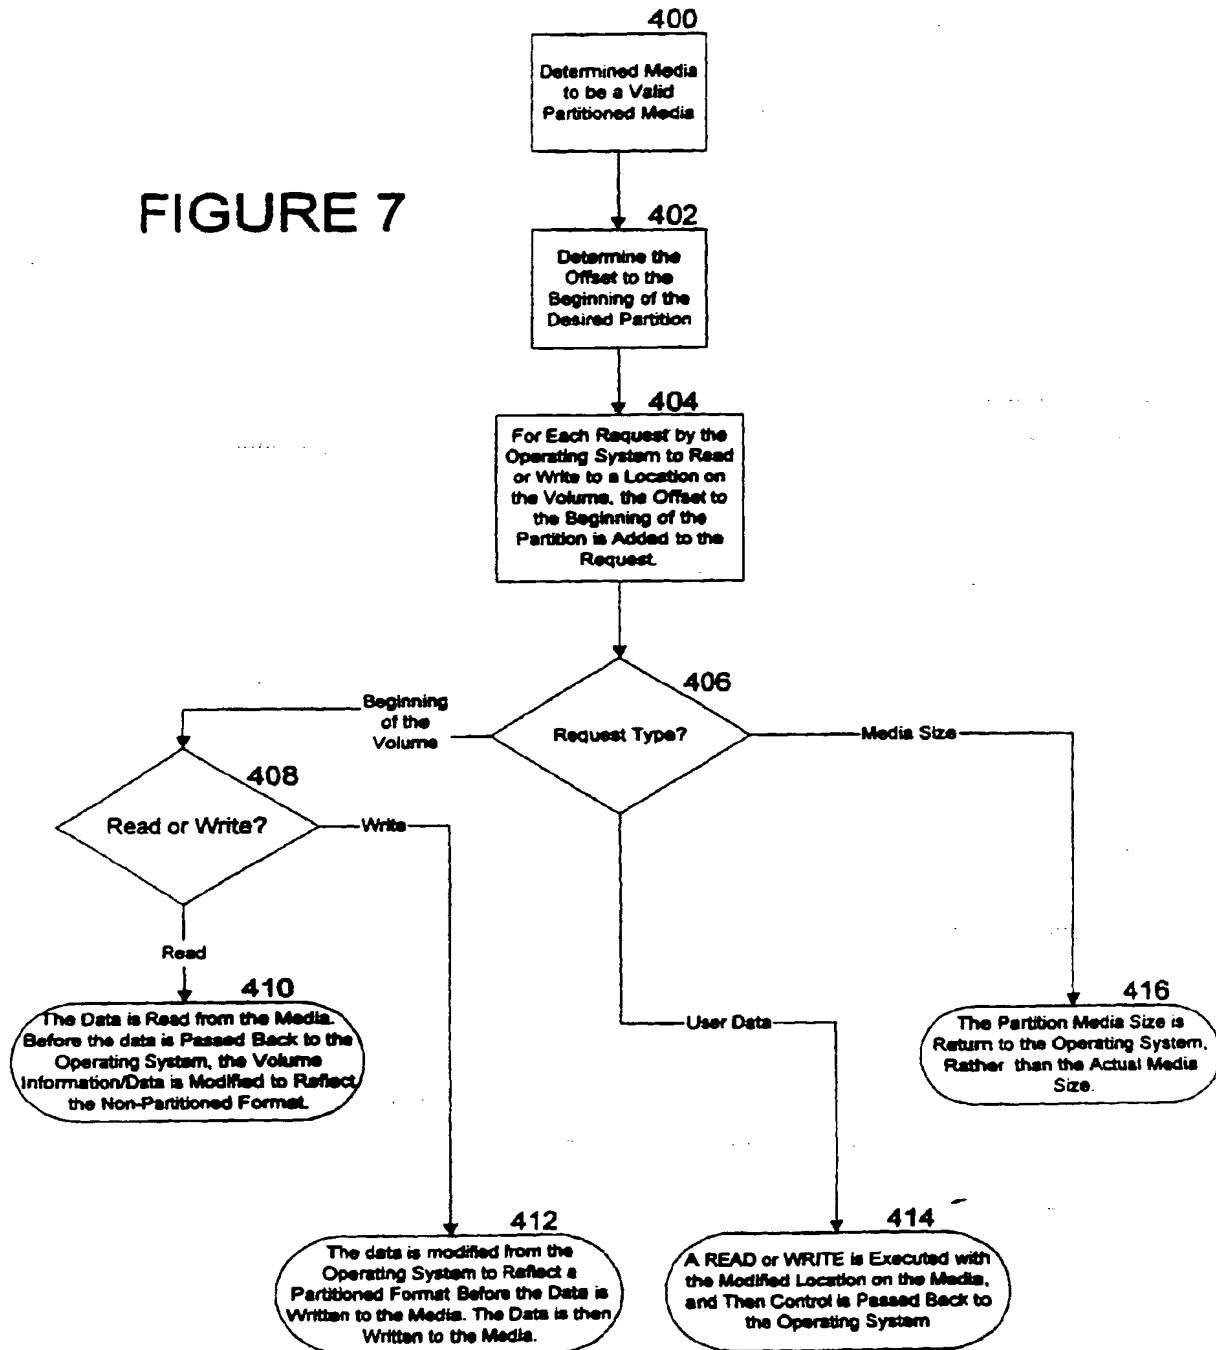 400
Determined Media
to be a Valid
Partitioned Media
FIGURE 7
402
Determine the
Offset to the
Beginning of the
Desired Partition
404
For Each Request by the
Operating System to Read
or Write to a Location on
the Volume, the Offset to
the Beginning of the
Partition is Added to the
Request.
406
Request Type?
Beginning
of the
Volume
Media Size
408
Read or Write?
Write
Read
User Data
410
The Data is Read from the Media.
Before the data is Passed Back to the
Operating System, the Volume
Information/Data is Modified to Reflect
the Non-Partitioned Format.
416
The Partition Media Size is
Return to the Operating System,
Rather than the Actual Media
Size.
412
The data is modified from the
Operating System to Reflect a
Partitioned Format Before the Data is
Written to the Media. The Data is then
Written to the Media.
414
A READ or WRITE is Executed with
the Modified Location on the Media,
and Then Control is Passed Back to
the Operating System